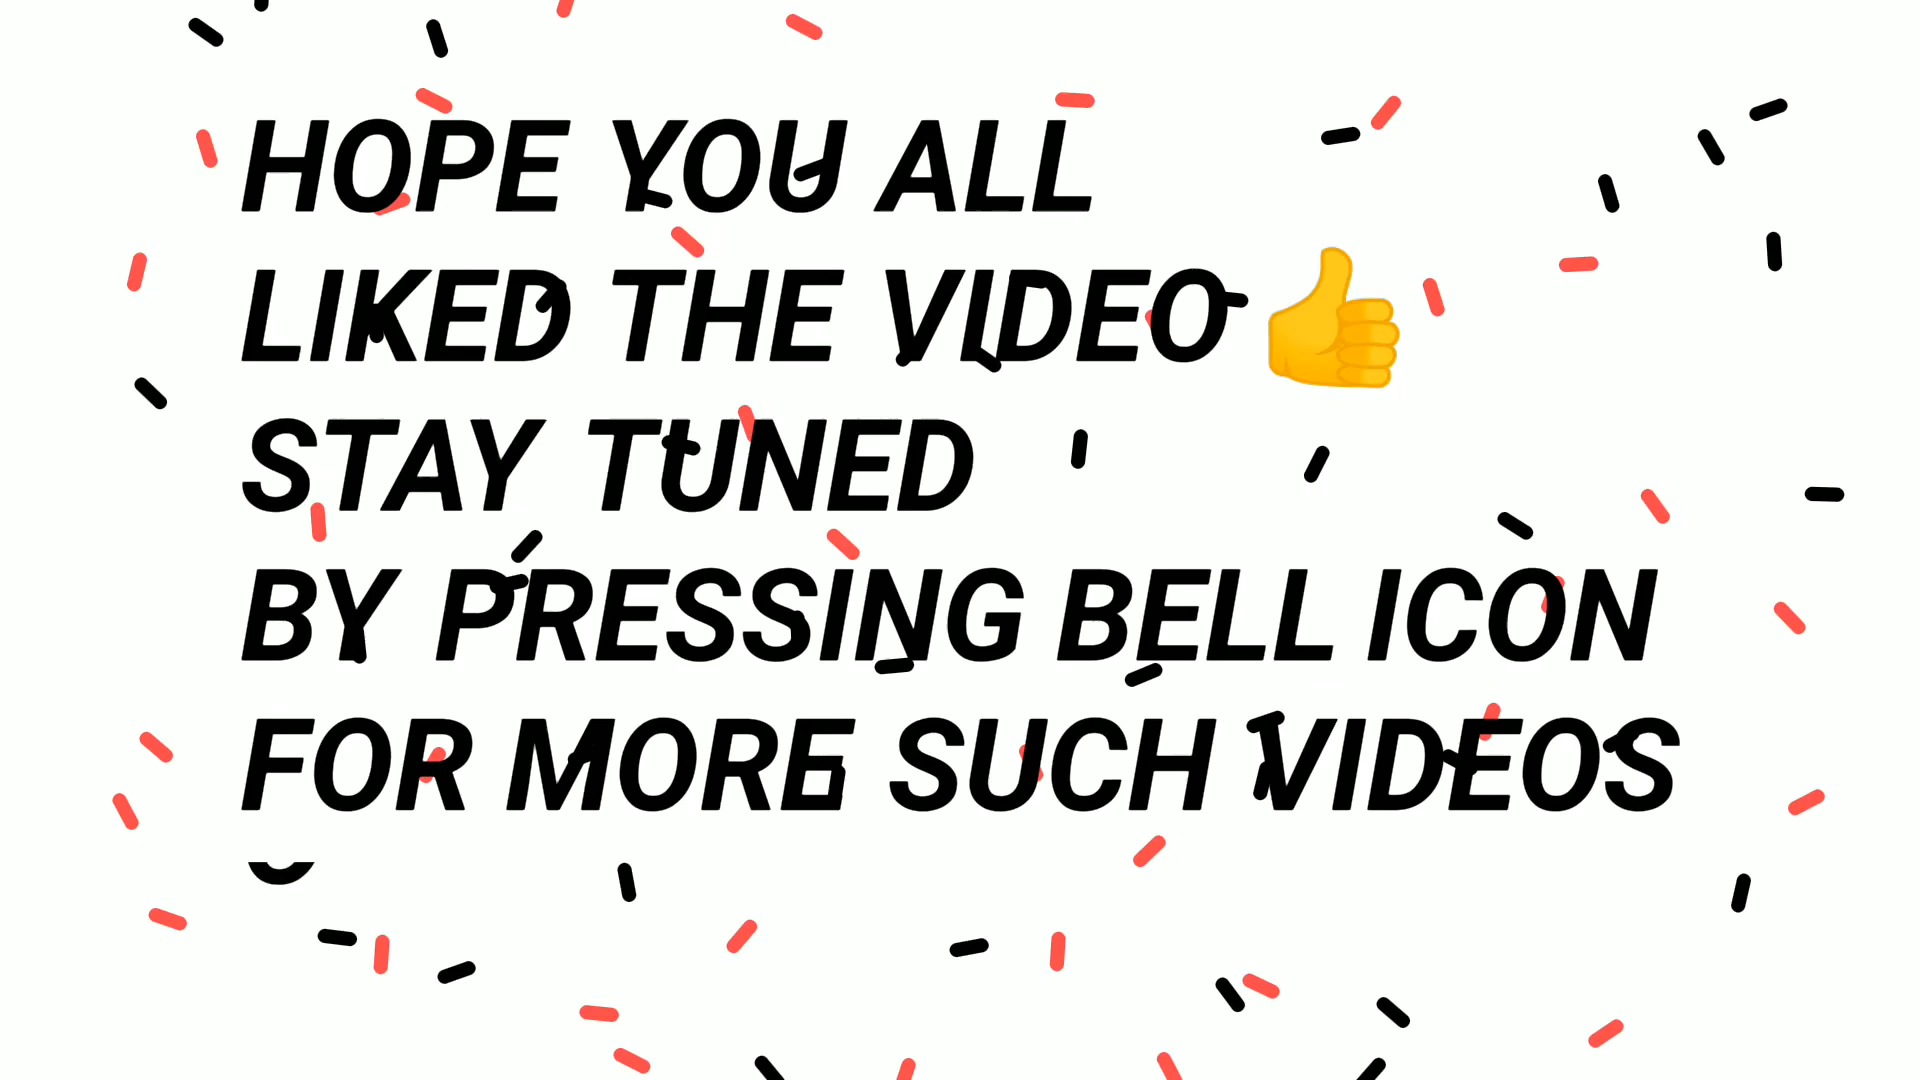 HOPE YOU ALL
LIKED THE VIDEO 👍
STAY TUNED
BY PRESSING BELL ICON
FOR MORE SUCH VIDEOS